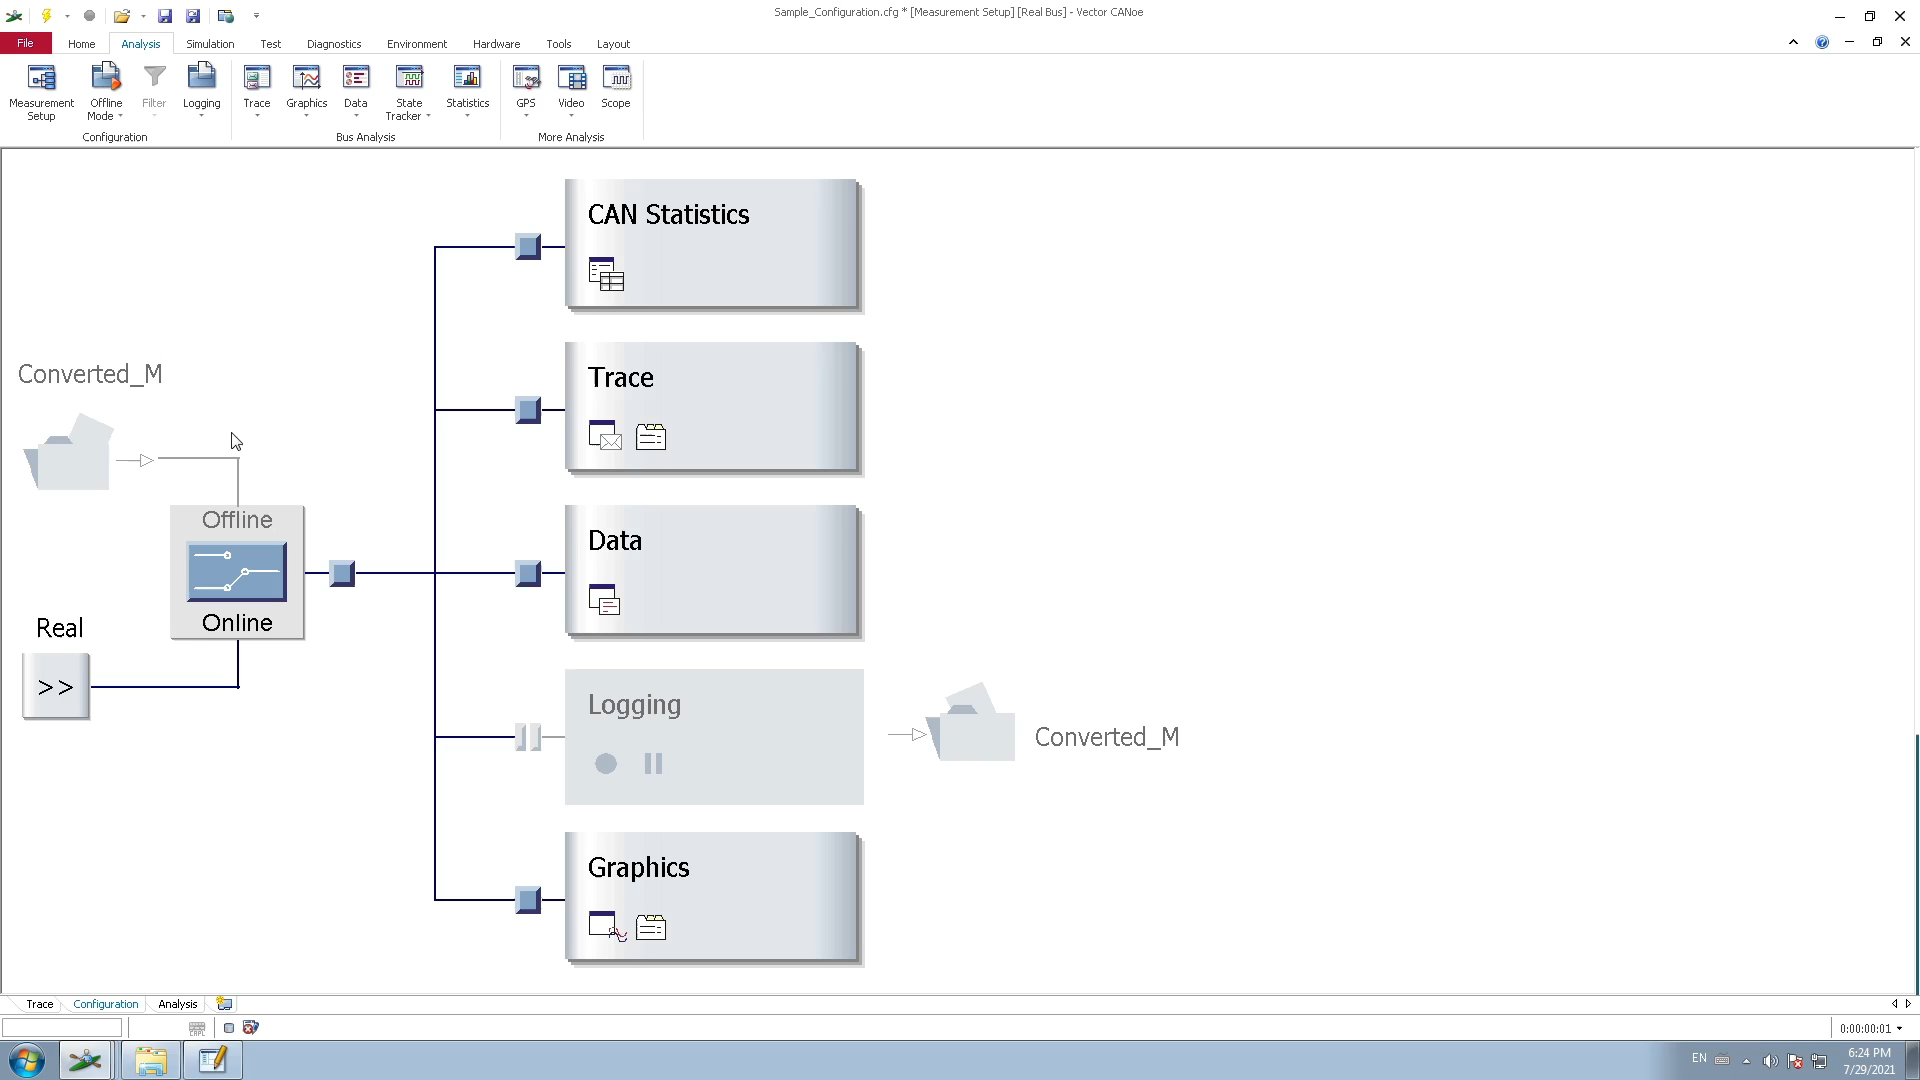 Sample_Configuration.cfg * [Measurement Setup] [Real Bus] - Vector CANoe
File Home Analysis Simulation Test Diagnostics Environment Hardware Tools Layout
Measurement Setup
Offline Mode
Filter
Logging
Trace
Graphics
Data
State Tracker
Statistics
GPS
Video
Scope
Configuration
Bus Analysis
More Analysis
CAN Statistics
Converted_M
Trace
Offline
Data
Online
Real
>>
Logging
Converted_M
Graphics
Trace Configuration Analysis
CAPL
0:00:00:01
EN
6:24 PM
7/29/2021